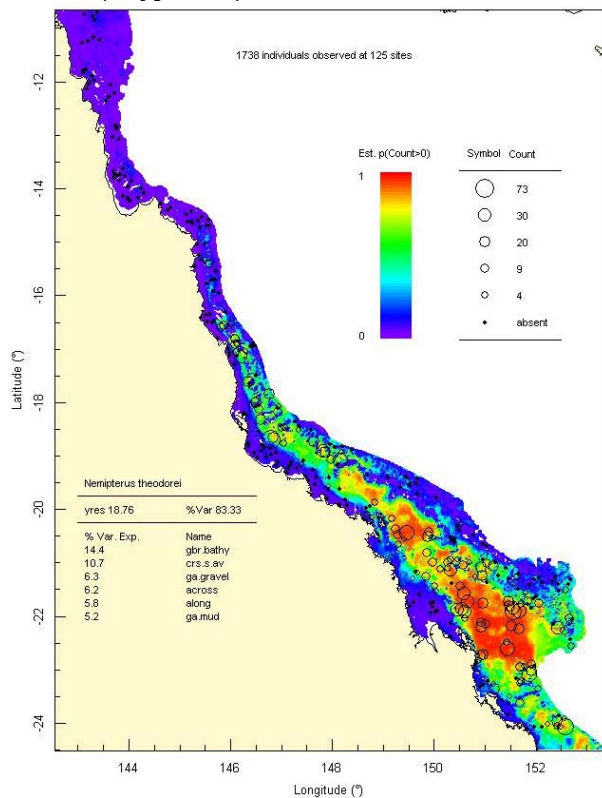 1738 individuals observed at 125 sites
Est. p(Count>0)
1
0
Symbol Count
73
30
20
9
4
absent
Nemipterus theodorei
yres 18.76 %Var 83.33
% Var. Exp. Name
14.4 gbr.bathy
10.7 crs.s.av
6.3 ga.gravel
6.2 across
5.8 along
5.2 ga.mud
Latitude (°)
-12
-14
-16
-18
-20
-22
-24
144 146 148 150 152
Longitude (°)